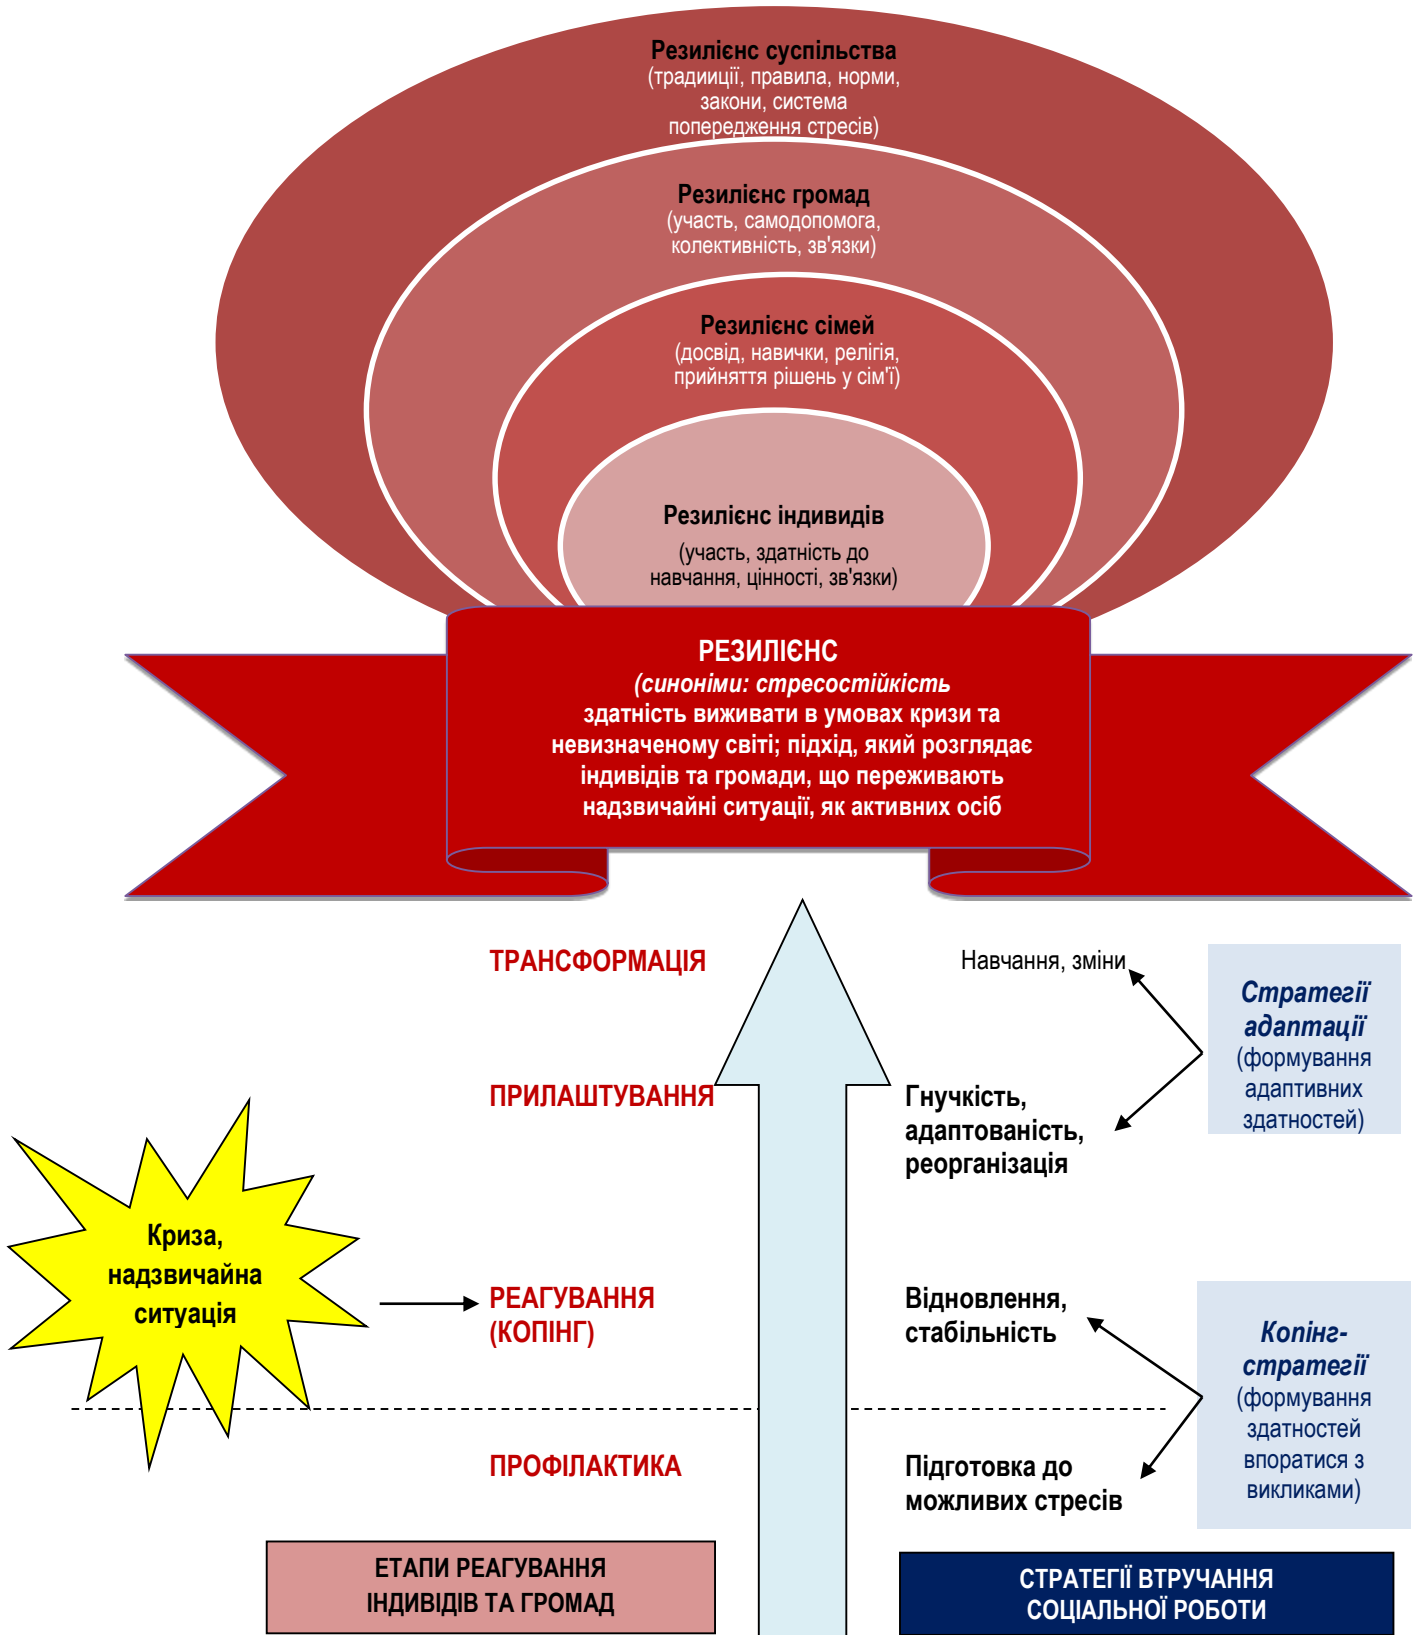 Резилієнс суспільства
(традииції, правила, норми,
закони, система
попередження стресів)
Резилієнс громад
(участь, самодопомога,
колективність, зв'язки)
Резилієнс сімей
(досвід, навички, релігія,
прийняття рішень у сім'ї)
Резилієнс індивидів
(участь, здатність до
навчання, цінності, зв'язки)
РЕЗИЛІЄНС
(синоніми: стресостійкість
здатність виживати в умовах кризи та
невизначеному світі; підхід, який розглядає
індивідів та громади, що переживають
надзвичайні ситуації, як активних осіб
ТРАНСФОРМАЦІЯ
Навчання, зміни
Стратегії
адаптації
(формування
адаптивних
здатностей)
ПРИЛАШТУВАННЯ
Гнучкість,
адаптованість,
реорганізація
Криза,
надзвичайна
ситуація
РЕАГУВАННЯ
(КОПІНГ)
Відновлення,
стабільність
Копінг-
стратегії
(формування
здатностей
впоратися з
викликами)
ПРОФІЛАКТИКА
Підготовка до
можливих стресів
ЕТАПИ РЕАГУВАННЯ
ІНДИВІДІВ ТА ГРОМАД
СТРАТЕГІЇ ВТРУЧАННЯ
СОЦІАЛЬНОЇ РОБОТИ